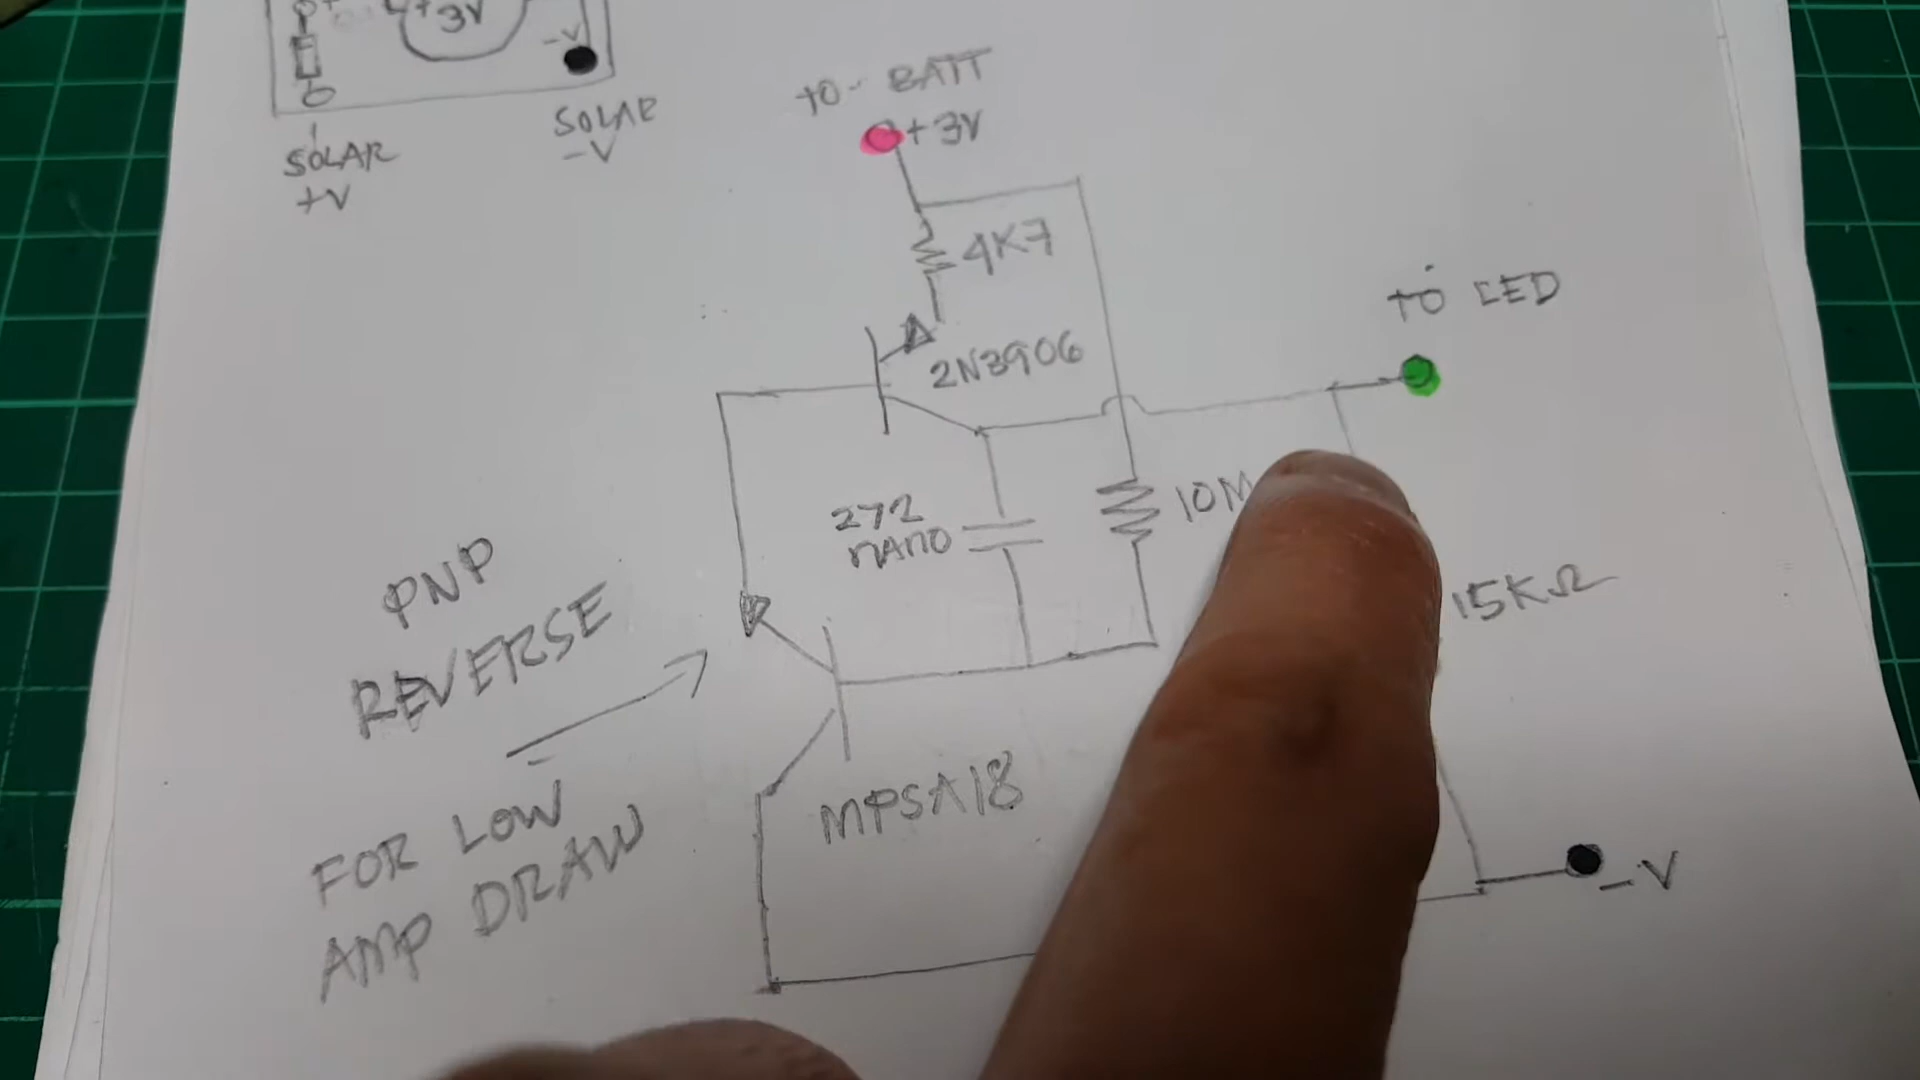 +
3V
-V
SOLAR
+V
SOLAR
-V
TO BATT
+3V
4K7
2N3906
TO LED
272
nano
10M
15KΩ
PNP
REVERSE
FOR LOW
AMP DRAW
MPSA18
-V